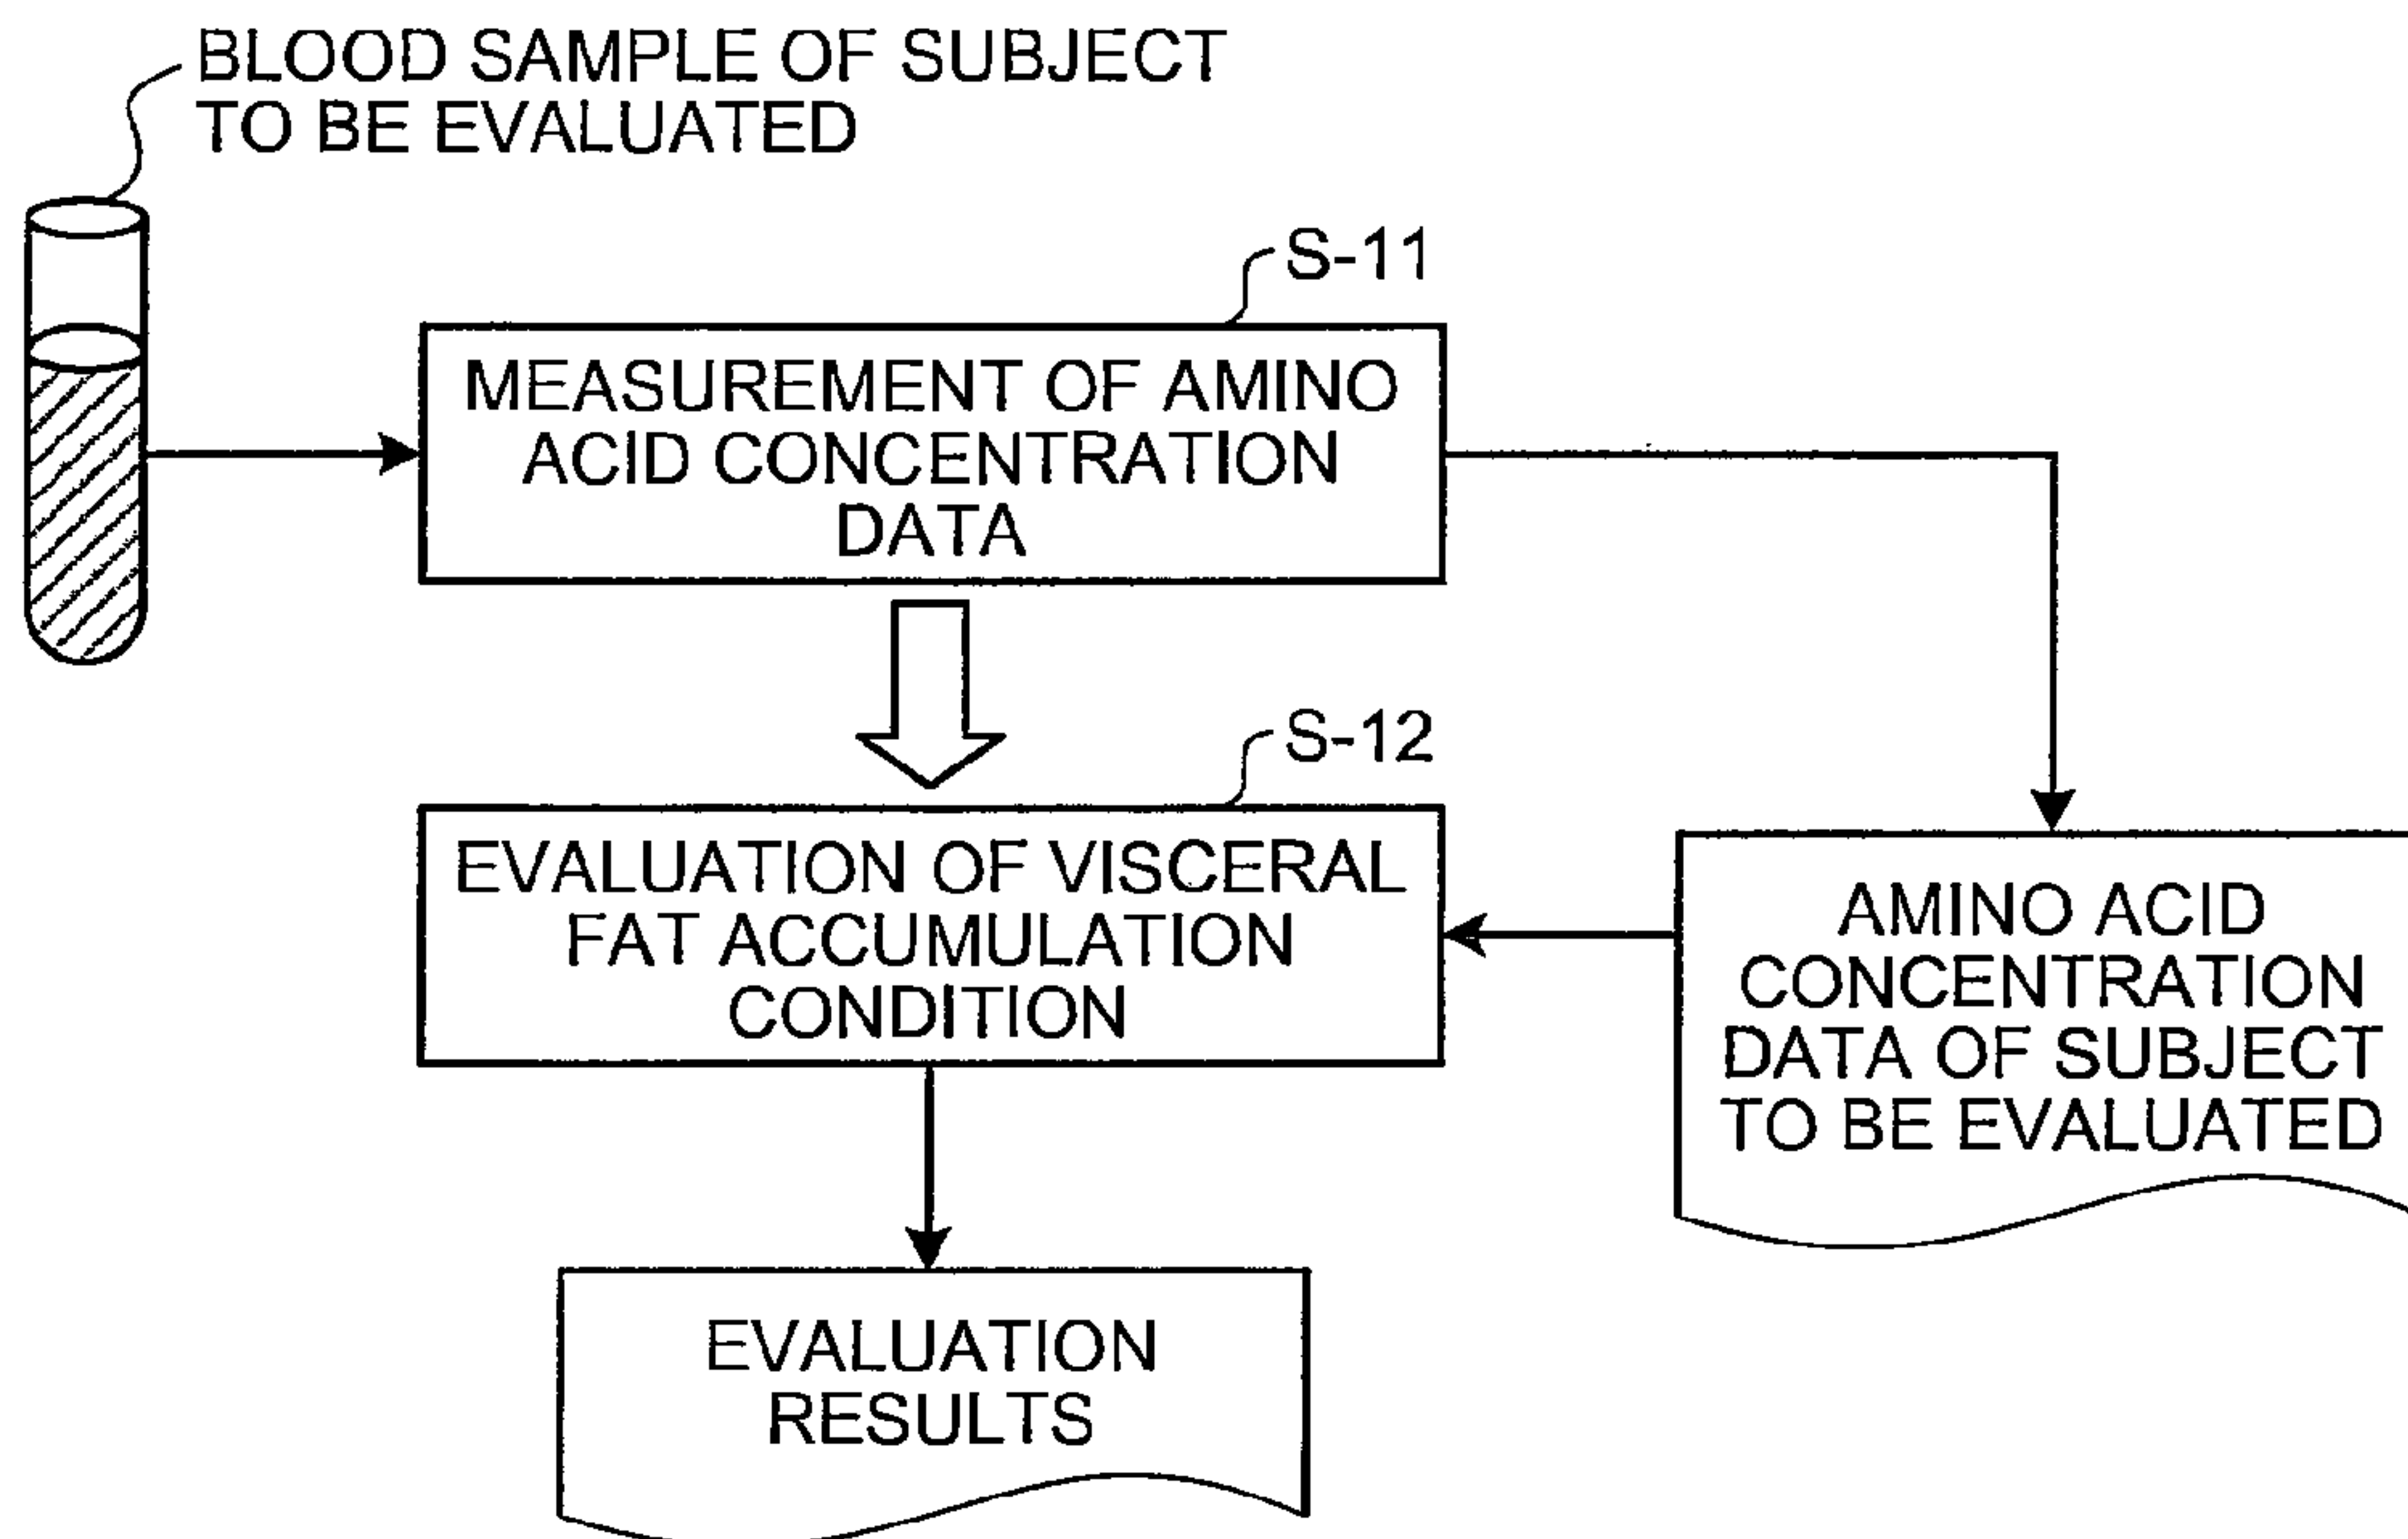 BLOOD SAMPLE OF SUBJECT
TO BE EVALUATED
S-11
MEASUREMENT OF AMINO
ACID CONCENTRATION
DATA
S-12
EVALUATION OF VISCERAL
FAT ACCUMULATION
CONDITION
AMINO ACID
CONCENTRATION
DATA OF SUBJECT
TO BE EVALUATED
EVALUATION
RESULTS